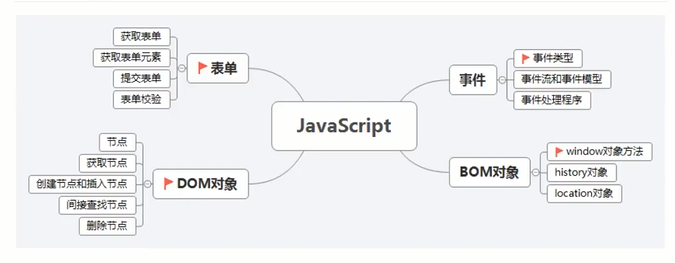 获取表单
获取表单元素
提交表单
表单校验
表单
节点
获取节点
创建节点和插入节点
间接查找节点
删除节点
DOM对象
JavaScript
事件
事件类型
事件流和事件模型
事件处理程序
BOM对象
window对象方法
history对象
location对象